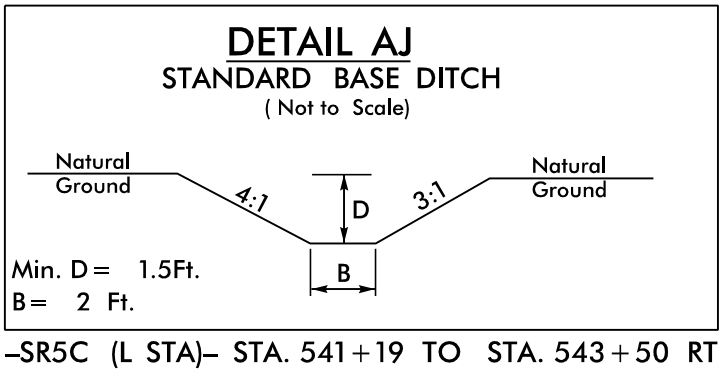 DETAIL AJ
STANDARD BASE DITCH
( Not to Scale)
Natural
Ground
4:1
D
3:1
Natural
Ground
Min. D = 1.5Ft.
B = 2 Ft.
B
–SR5C (L STA)– STA. 541+19 TO STA. 543+50 RT